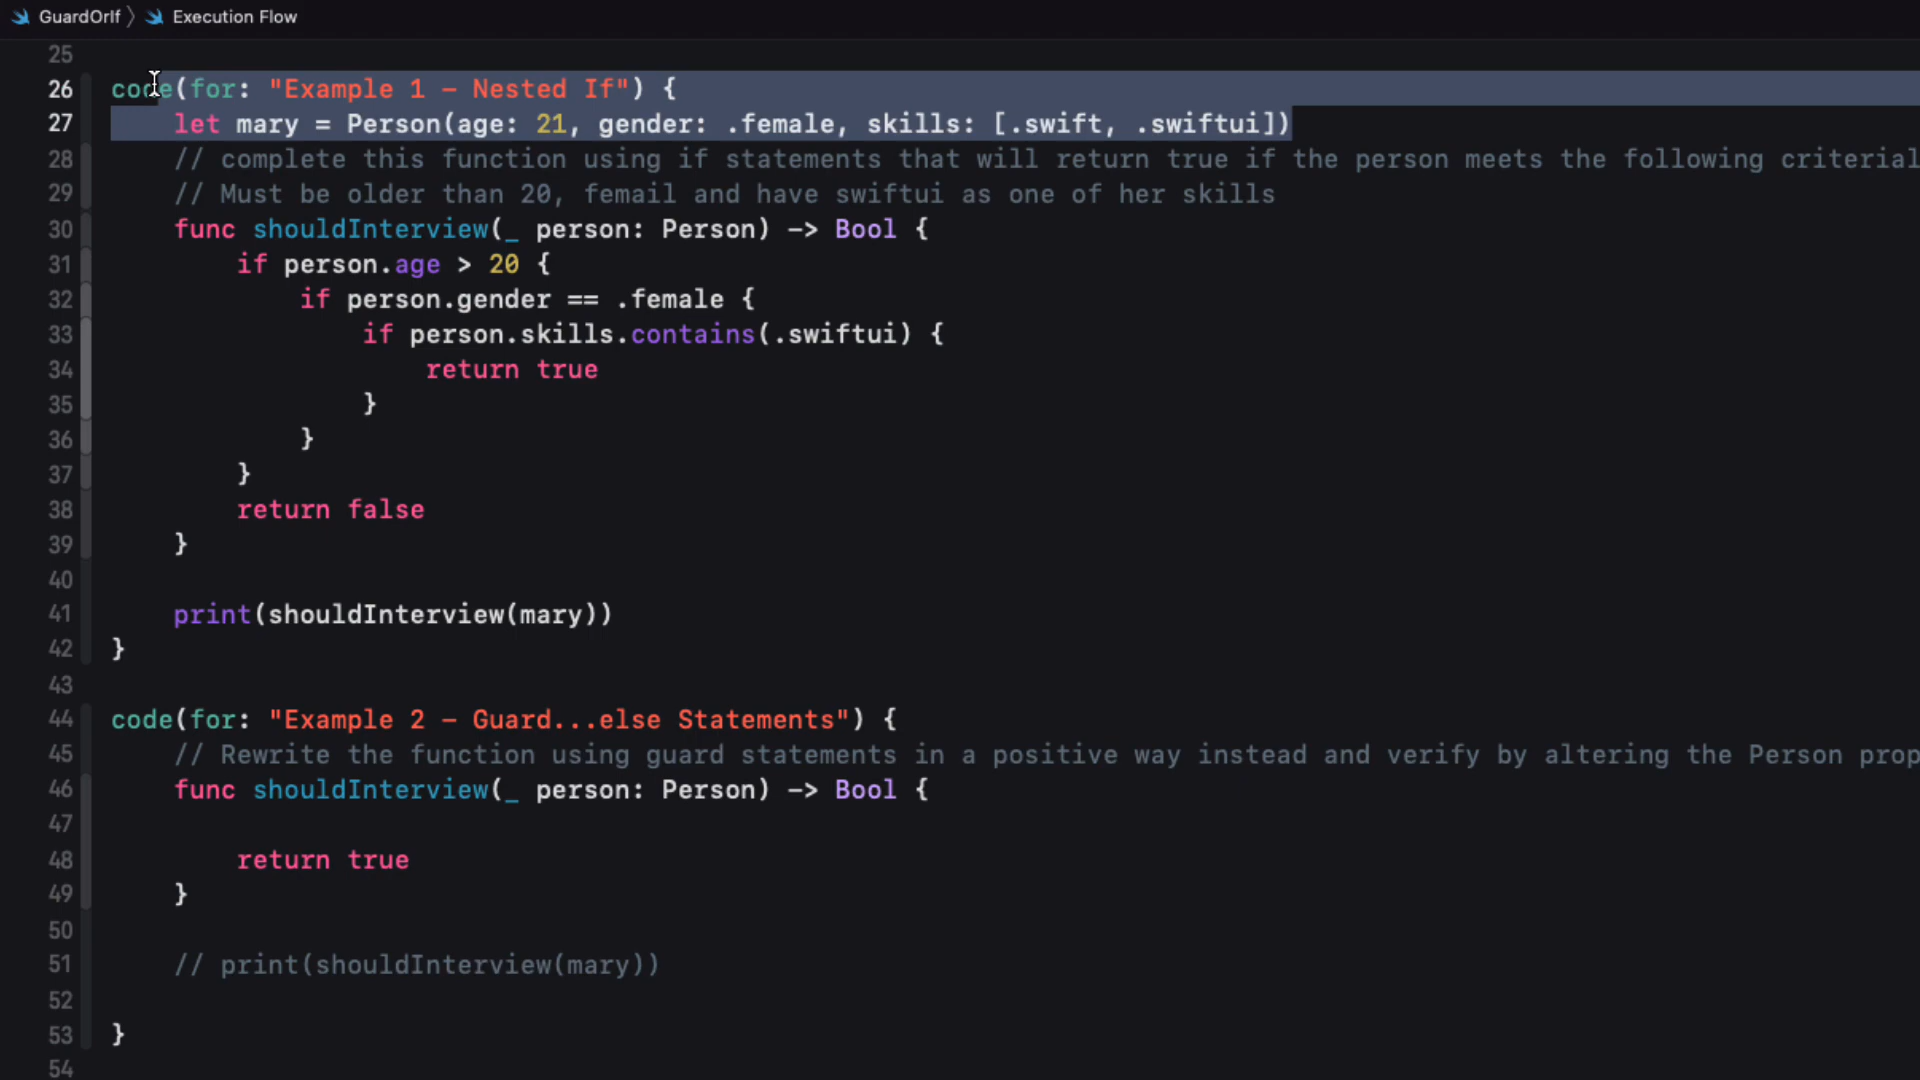 GuardOrIf 〉 Execution Flow
25
26 code(for: "Example 1 – Nested If") {
27 let mary = Person(age: 21, gender: .female, skills: [.swift, .swiftui])
28 // complete this function using if statements that will return true if the person meets the following criterial
29 // Must be older than 20, femail and have swiftui as one of her skills
30 func shouldInterview(_ person: Person) -> Bool {
31 if person.age > 20 {
32 if person.gender == .female {
33 if person.skills.contains(.swiftui) {
34 return true
35 }
36 }
37 }
38 return false
39 }
40
41 print(shouldInterview(mary))
42 }
43
44 code(for: "Example 2 – Guard...else Statements") {
45 // Rewrite the function using guard statements in a positive way instead and verify by altering the Person prop
46 func shouldInterview(_ person: Person) -> Bool {
47
48 return true
49 }
50
51 // print(shouldInterview(mary))
52
53 }
54